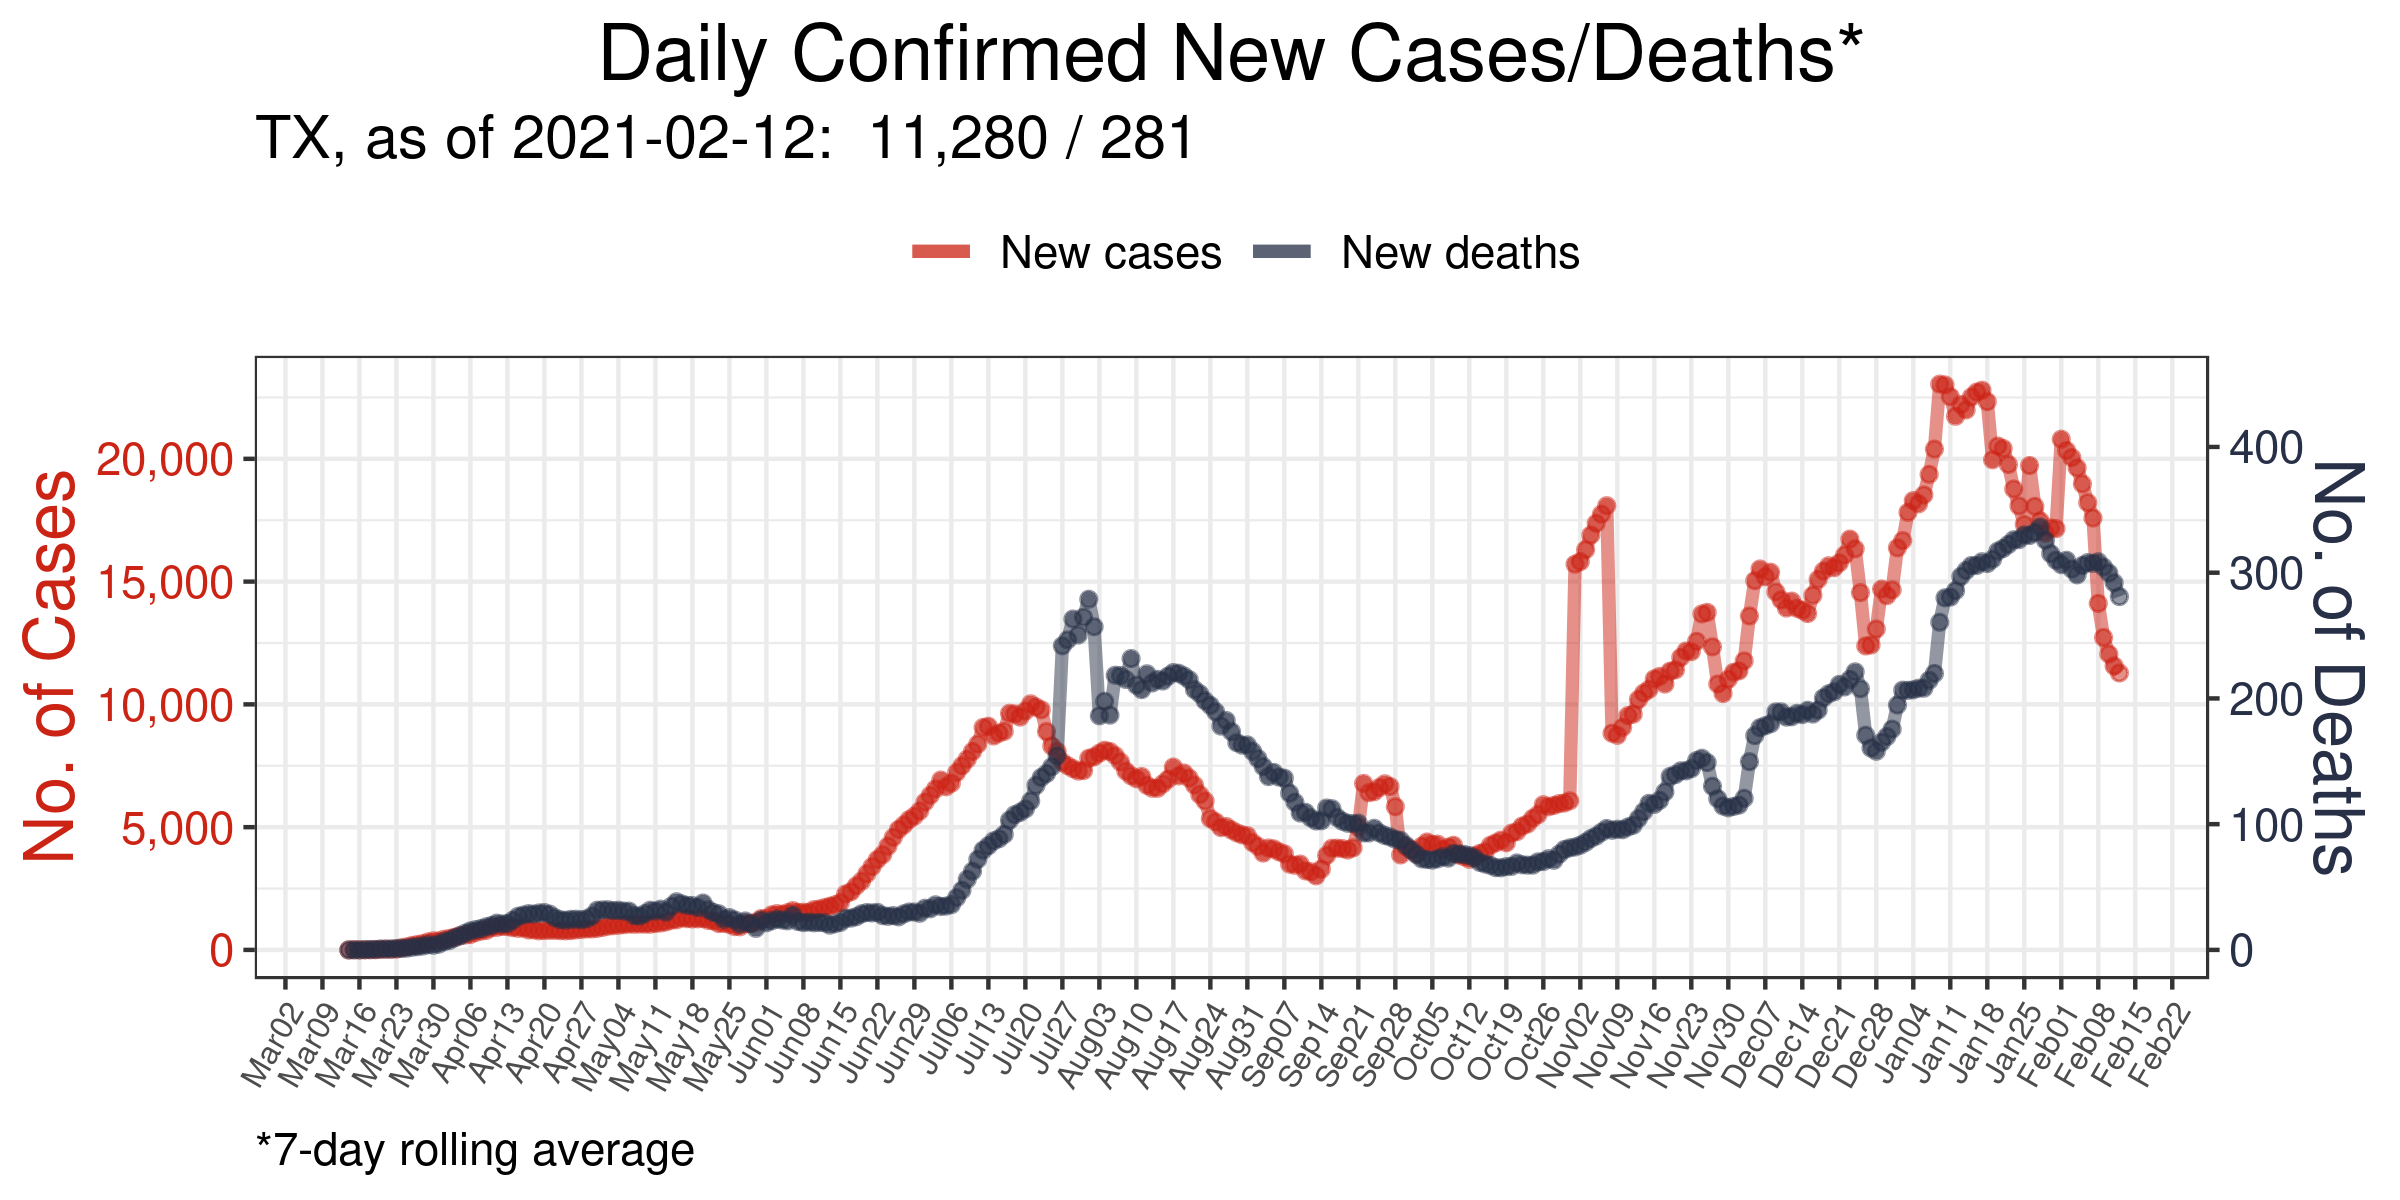 Daily Confirmed New Cases/Deaths*
TX, as of 2021-02-12:  11,280 / 281
New cases
New deaths
No. of Cases
20,000
15,000
10,000
5,000
0
400
300
200
100
0
No. of Deaths
Mar02
Mar09
Mar16
Mar23
Mar30
Apr06
Apr13
Apr20
Apr27
May04
May11
May18
May25
Jun01
Jun08
Jun15
Jun22
Jun29
Jul06
Jul13
Jul20
Jul27
Aug03
Aug10
Aug17
Aug24
Aug31
Sep07
Sep14
Sep21
Sep28
Oct05
Oct12
Oct19
Oct26
Nov02
Nov09
Nov16
Nov23
Nov30
Dec07
Dec14
Dec21
Dec28
Jan04
Jan11
Jan18
Jan25
Feb01
Feb08
Feb15
Feb22
*7-day rolling average